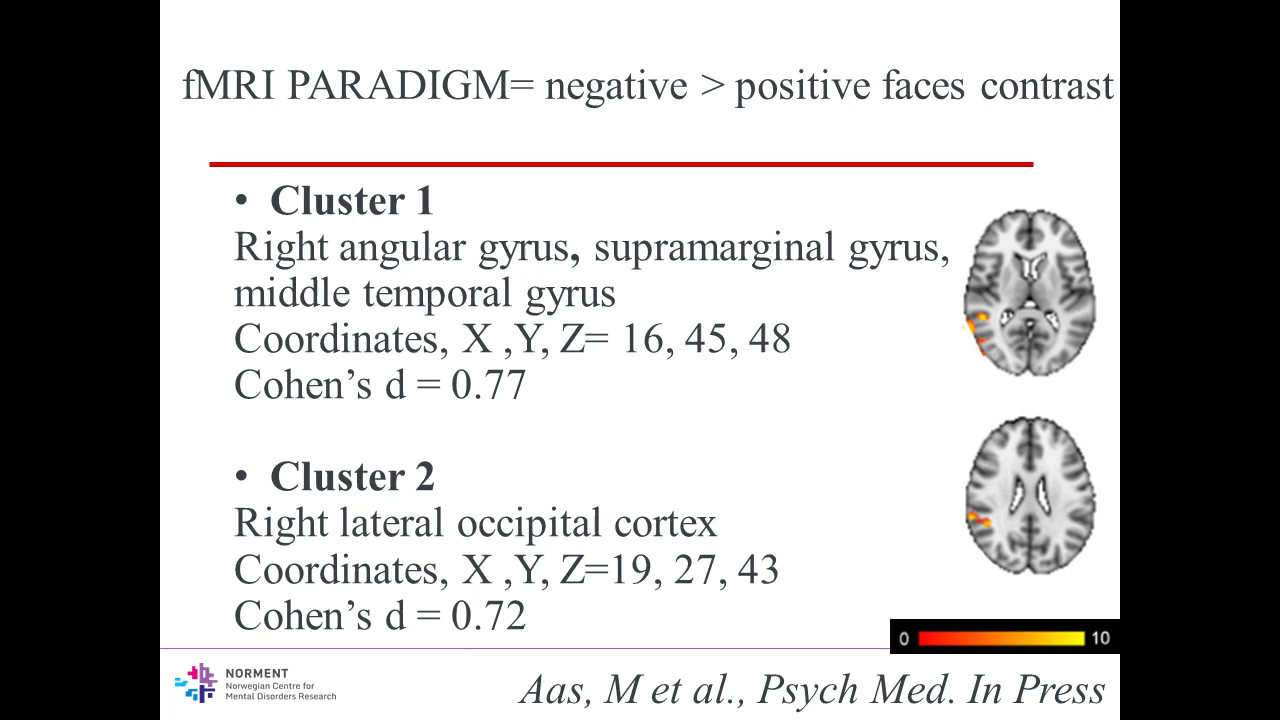 fMRI PARADIGM= negative > positive faces contrast
• Cluster 1
Right angular gyrus, supramarginal gyrus,
middle temporal gyrus
Coordinates, X ,Y, Z= 16, 45, 48
Cohen’s d = 0.77
• Cluster 2
Right lateral occipital cortex
Coordinates, X ,Y, Z=19, 27, 43
Cohen’s d = 0.72
0 10
NORMENT
Norwegian Centre for
Mental Disorders Research
Aas, M et al., Psych Med. In Press